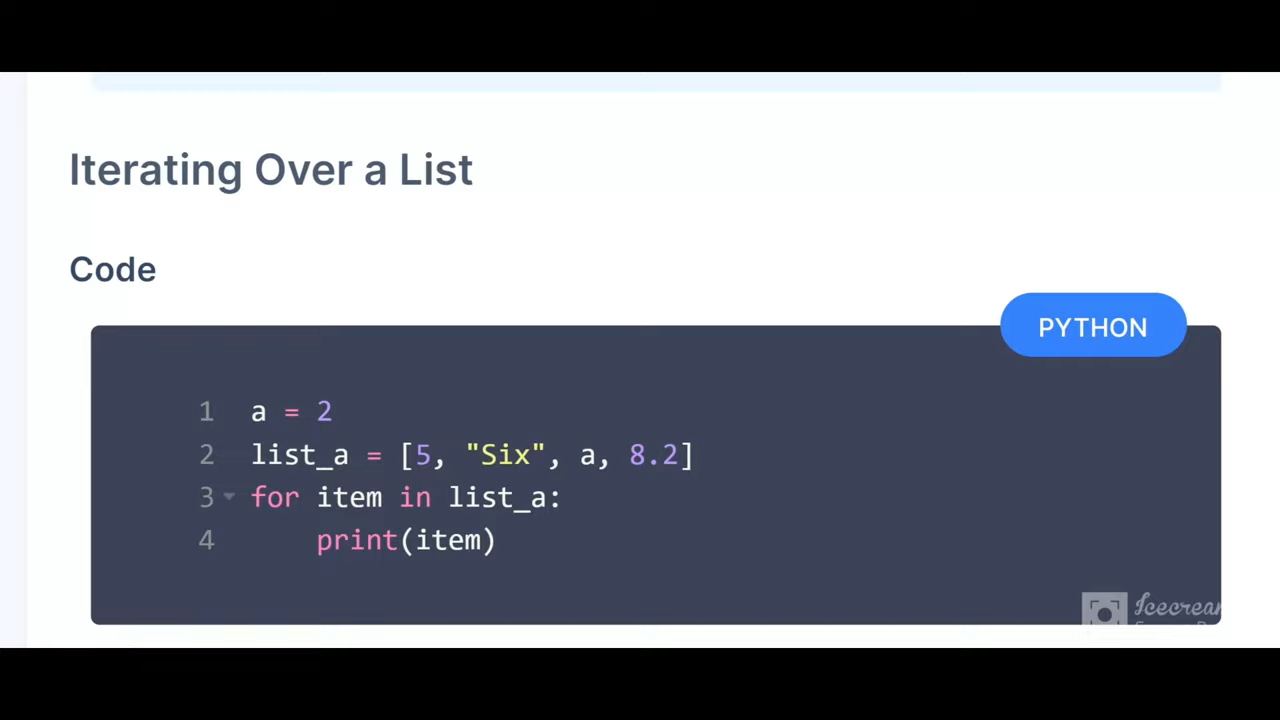 Iterating Over a List
Code
PYTHON
1 a = 2
2 list_a = [5, "Six", a, 8.2]
3 for item in list_a:
4     print(item)
Icecream